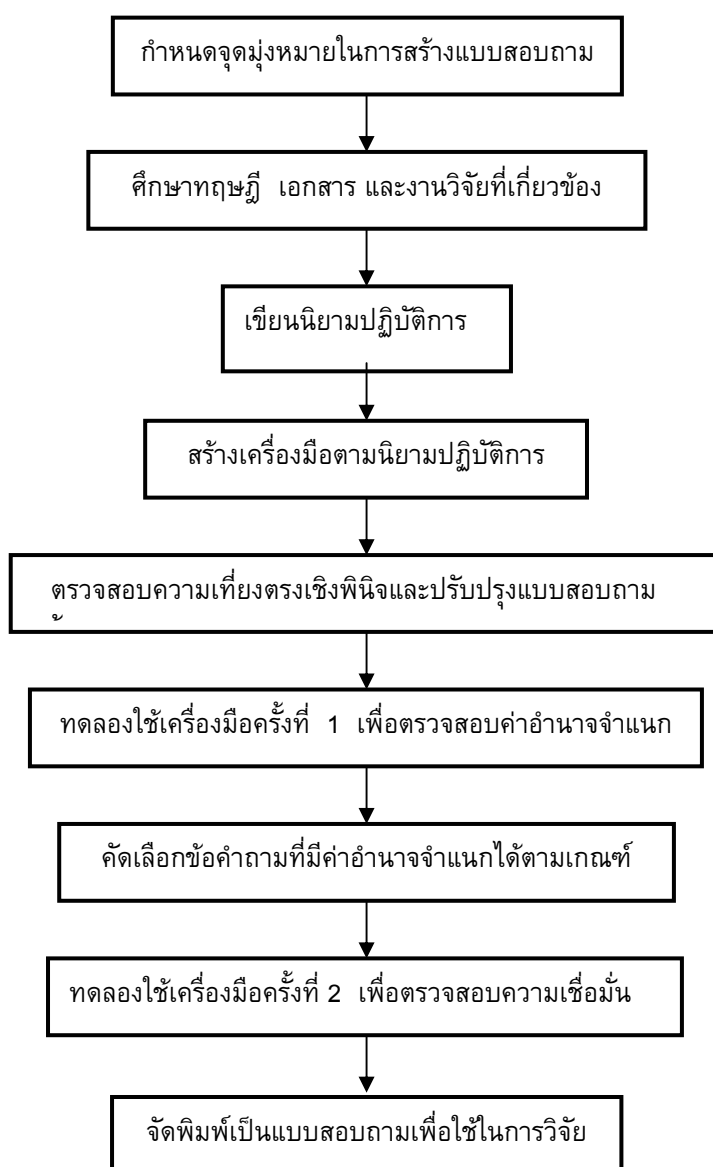 กำหนดจุดมุ่งหมายในการสร้างแบบสอบถาม
ศึกษาทฤษฎี เอกสาร และงานวิจัยที่เกี่ยวข้อง
เขียนนิยามปฏิบัติการ
สร้างเครื่องมือตามนิยามปฏิบัติการ
ตรวจสอบความเที่ยงตรงเชิงพินิจและปรับปรุงแบบสอบถาม
ทดลองใช้เครื่องมือครั้งที่ 1 เพื่อตรวจสอบค่าอำนาจจำแนก
คัดเลือกข้อคำถามที่มีค่าอำนาจจำแนกได้ตามเกณฑ์
ทดลองใช้เครื่องมือครั้งที่ 2 เพื่อตรวจสอบความเชื่อมั่น
จัดพิมพ์เป็นแบบสอบถามเพื่อใช้ในการวิจัย